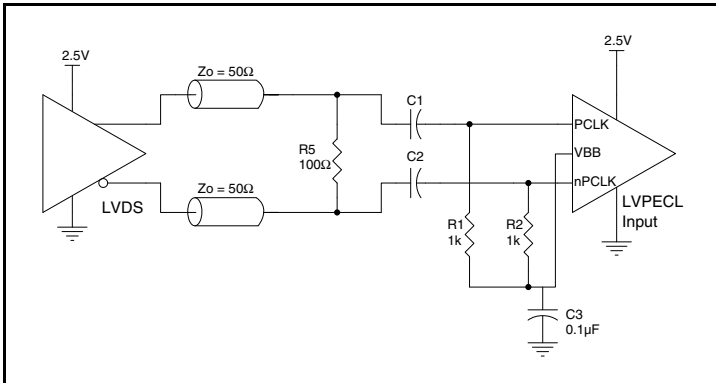 2.5V
2.5V
Zo = 50Ω
C1
PCLK
R5
100Ω
VBB
C2
Zo = 50Ω
nPCLK
LVDS
LVPECL
Input
R1
1k
R2
1k
C3
0.1µF